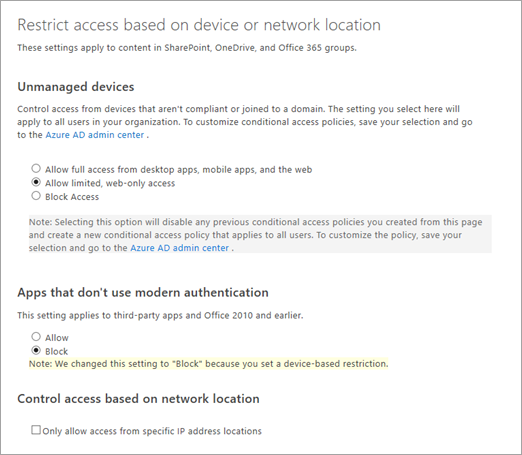 Restrict access based on device or network location
These settings apply to content in SharePoint, OneDrive, and Office 365 groups.
Unmanaged devices
Control access from devices that aren't compliant or joined to a domain. The setting you select here will
apply to all users in your organization. To customize conditional access policies, save your selection and go
to the Azure AD admin center .
Allow full access from desktop apps, mobile apps, and the web
Allow limited, web-only access
Block Access
Note: Selecting this option will disable any previous conditional access policies you created from this page
and create a new conditional access policy that applies to all users. To customize the policy, save your
selection and go to the Azure AD admin center .
Apps that don't use modern authentication
This setting applies to third-party apps and Office 2010 and earlier.
Allow
Block
Note: We changed this setting to "Block" because you set a device-based restriction.
Control access based on network location
Only allow access from specific IP address locations